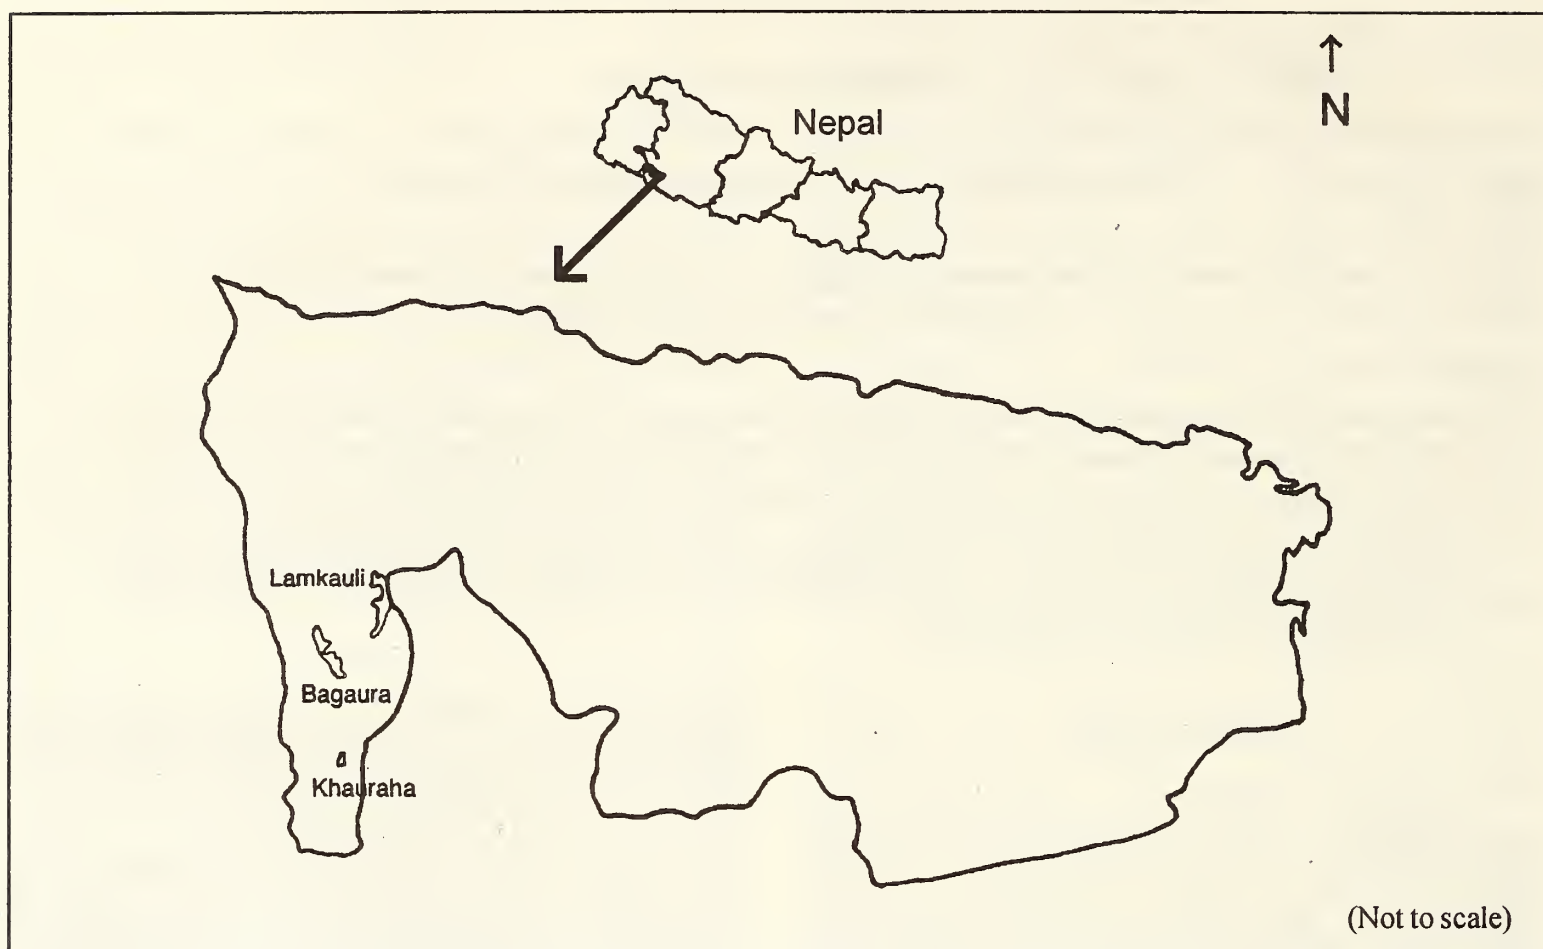 ↑
N
Nepal
Lamkauli
Bagaura
Khauraha
(Not to scale)